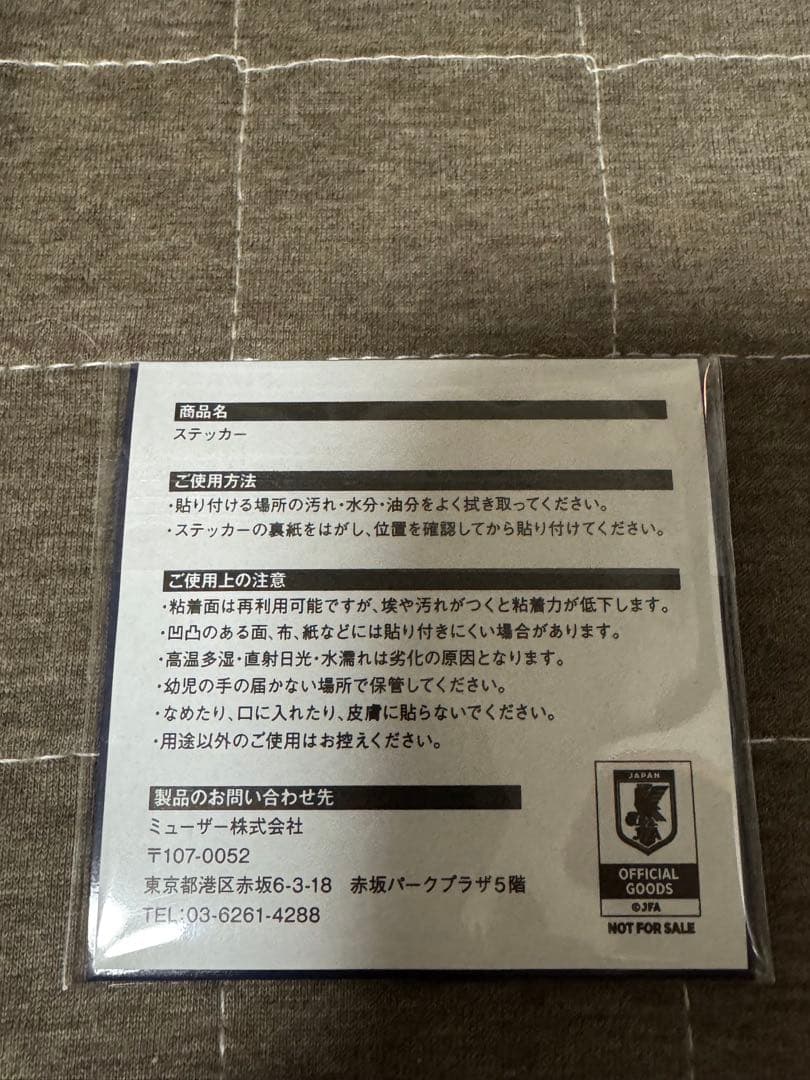 商品名
ステッカー
ご使用方法
・貼り付ける場所の汚れ・水分・油分をよく拭き取ってください。
・ステッカーの裏紙をはがし、位置を確認してから貼り付けてください。
ご使用上の注意
・粘着面は再利用可能ですが、埃や汚れがつくと粘着力が低下します。
・凹凸のある面、布、紙などには貼り付きにくい場合があります。
・高温多湿・直射日光・水濡れは劣化の原因となります。
・幼児の手の届かない場所で保管してください。
・なめたり、口に入れたり、皮膚に貼らないでください。
・用途以外のご使用はお控えください。
製品のお問い合わせ先
ミューザー株式会社
〒107-0052
東京都港区赤坂6-3-18　赤坂パークプラザ5階
TEL:03-6261-4288
JAPAN
OFFICIAL
GOODS
©JFA
NOT FOR SALE